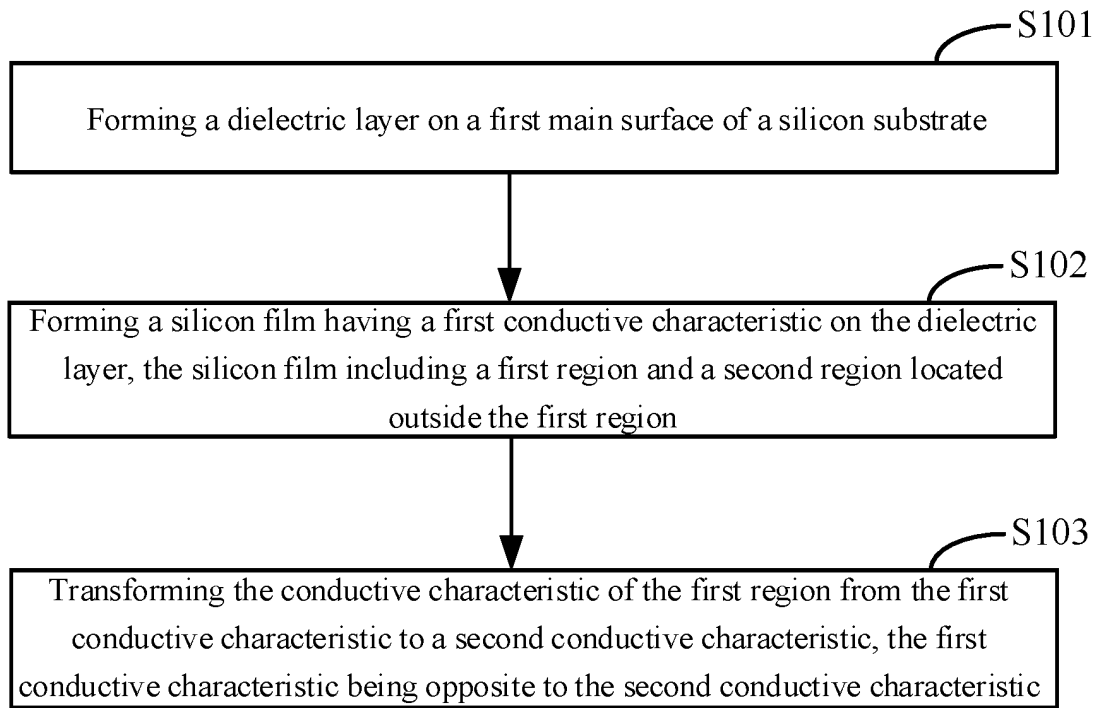 S101
Forming a dielectric layer on a first main surface of a silicon substrate
S102
Forming a silicon film having a first conductive characteristic on the dielectric
layer, the silicon film including a first region and a second region located
outside the first region
S103
Transforming the conductive characteristic of the first region from the first
conductive characteristic to a second conductive characteristic, the first
conductive characteristic being opposite to the second conductive characteristic